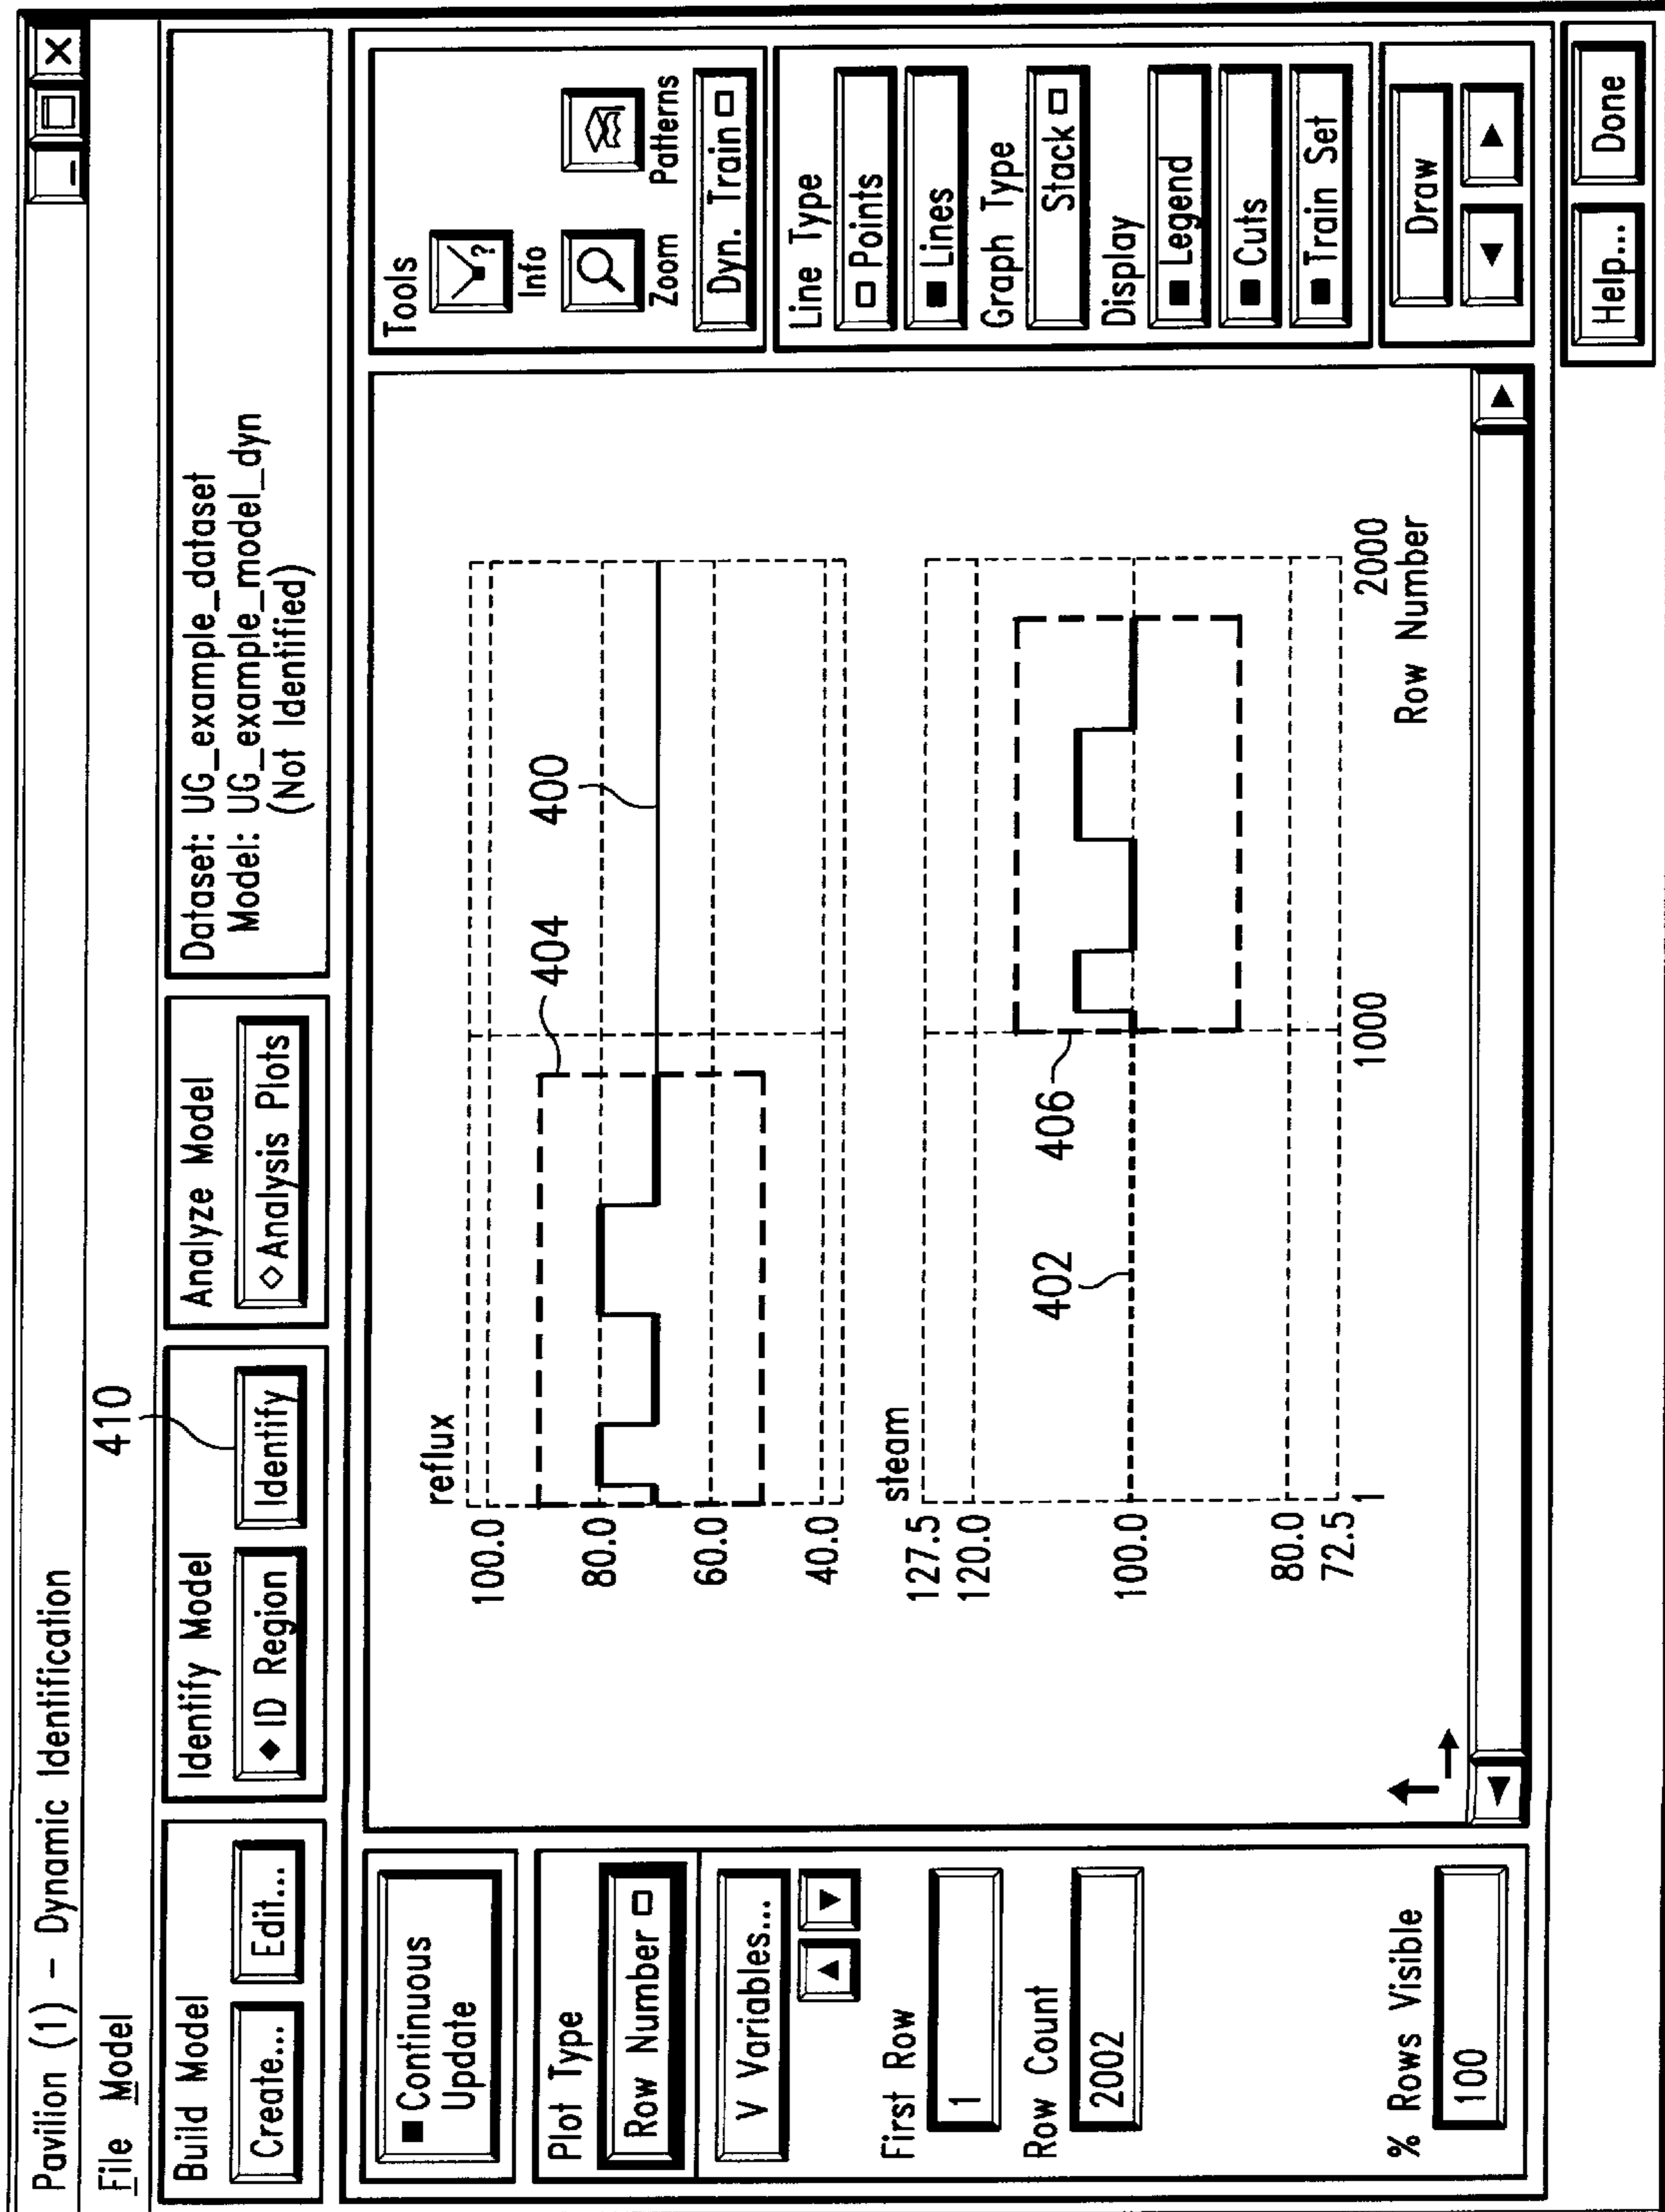 Pavilion (1) – Dynamic Identification
File Model
410
Build Model
Create...
Edit...
Identify Model
◆ ID Region
Identify
Analyze Model
◇ Analysis Plots
Dataset: UG_example_dataset
Model: UG_example_model_dyn
(Not Identified)
■ Continuous
Update
Plot Type
Row Number
V Variables...
First Row
1
Row Count
2002
% Rows Visible
100
reflux
100.0
80.0
60.0
40.0
404
400
steam
127.5
120.0
100.0
80.0
72.5
402
406
1
1000
2000
Row Number
Tools
?
Info
Zoom
Patterns
Dyn. Train
Line Type
Points
Lines
Graph Type
Stack
Display
Legend
Cuts
Train Set
Draw
Help...
Done